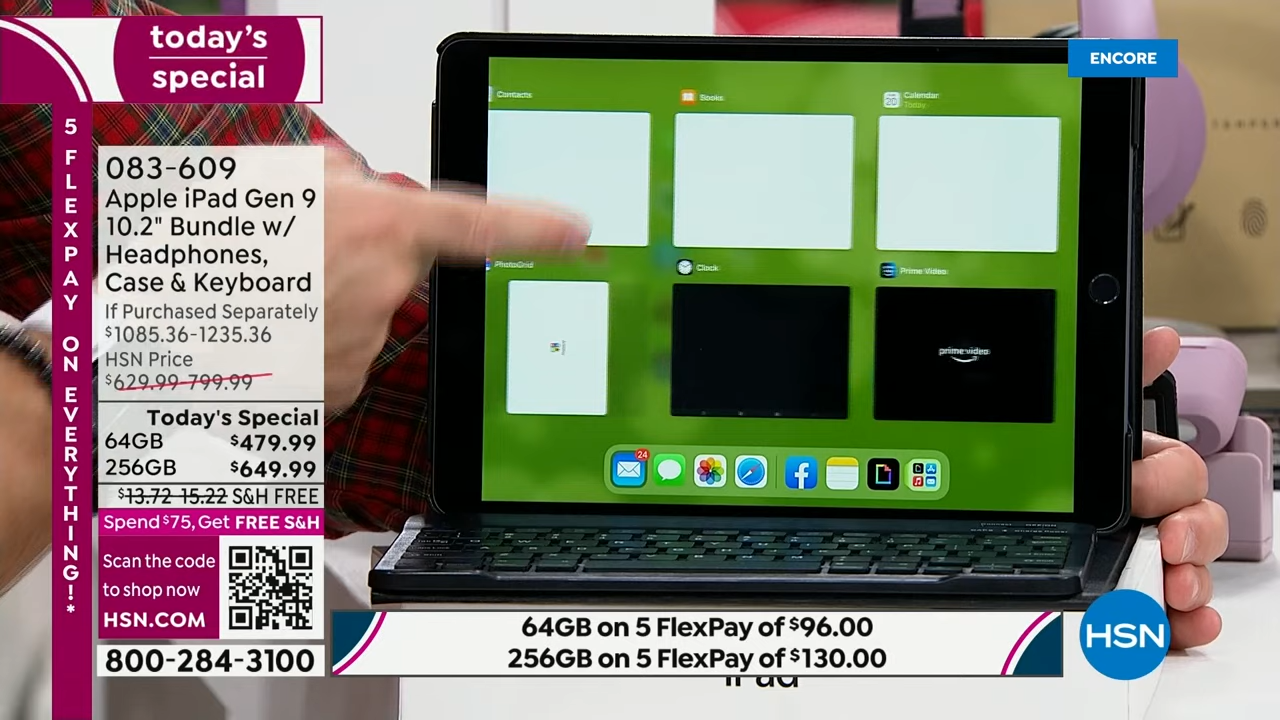 today's
special
ENCORE
5 FLEXPAY ON EVERYTHING!*
083-609
Apple iPad Gen 9
10.2" Bundle w/
Headphones,
Case & Keyboard
If Purchased Separately
$1085.36-1235.36
HSN Price
$629.99-799.99
Today's Special
64GB $479.99
256GB $649.99
$13.72-15.22 S&H FREE
Spend $75, Get FREE S&H
Scan the code
to shop now
HSN.COM
800-284-3100
Contacts
Books
Calendar
Today
20
PhotoGrid
Clock
Prime Video
prime video
24
64GB on 5 FlexPay of $96.00
256GB on 5 FlexPay of $130.00
HSN
iPad